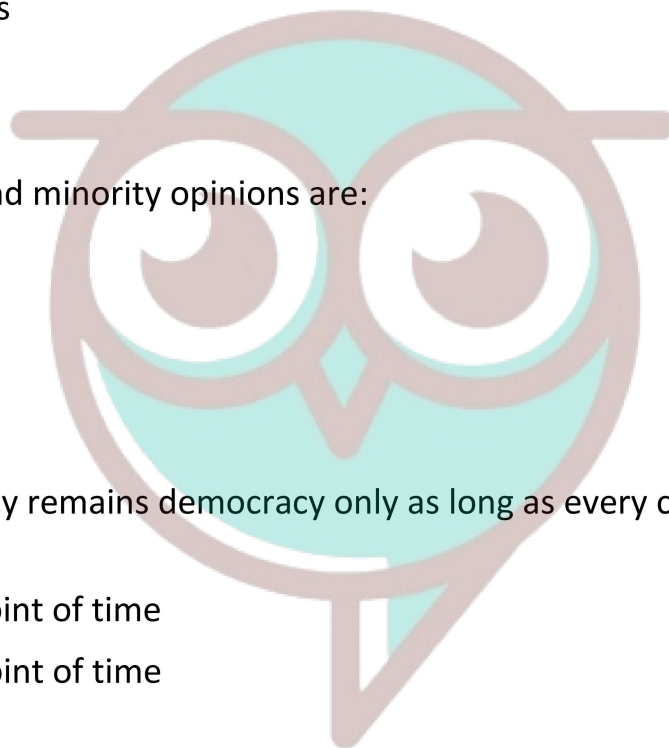 s
nd minority opinions are:
y remains democracy only as long as every c
oint of time
oint of time